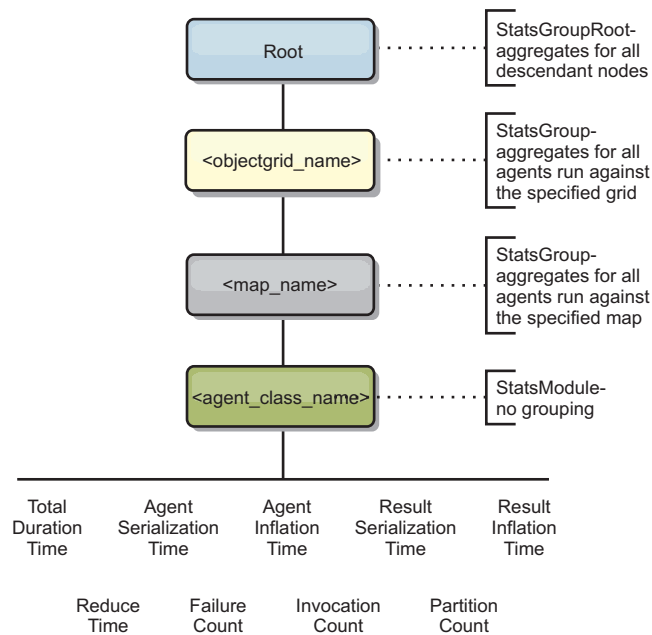 Root
StatsGroupRoot-
aggregates for all
descendant nodes
<objectgrid_name>
StatsGroup-
aggregates for all
agents run against
the specified grid
<map_name>
StatsGroup-
aggregates for all
agents run against
the specified map
<agent_class_name>
StatsModule-
no grouping
Total
Duration
Time
Agent
Serialization
Time
Agent
Inflation
Time
Result
Serialization
Time
Result
Inflation
Time
Reduce
Time
Failure
Count
Invocation
Count
Partition
Count